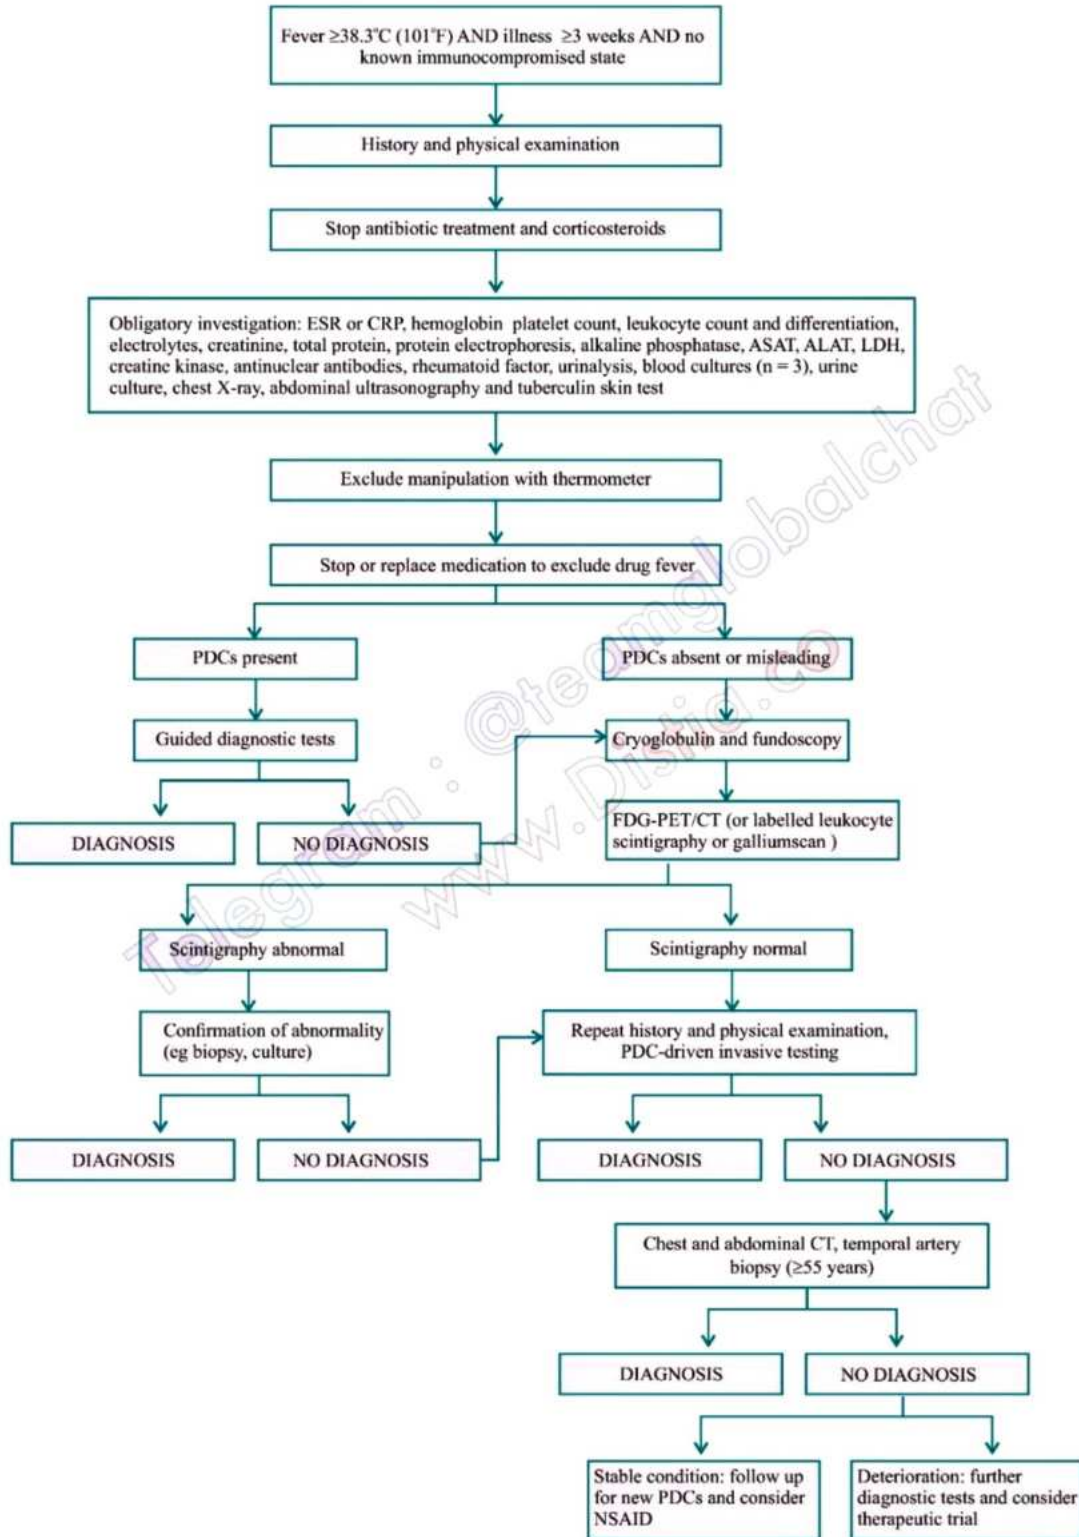 Fever ≥38.3°C (101°F) AND illness ≥3 weeks AND no
known immunocompromised state
History and physical examination
Stop antibiotic treatment and corticosteroids
Obligatory investigation: ESR or CRP, hemoglobin platelet count, leukocyte count and differentiation,
electrolytes, creatinine, total protein, protein electrophoresis, alkaline phosphatase, ASAT, ALAT, LDH,
creatine kinase, antinuclear antibodies, rheumatoid factor, urinalysis, blood cultures (n = 3), urine
culture, chest X-ray, abdominal ultrasonography and tuberculin skin test
Exclude manipulation with thermometer
Stop or replace medication to exclude drug fever
PDCs present
PDCs absent or misleading
Guided diagnostic tests
Cryoglobulin and fundoscopy
DIAGNOSIS
NO DIAGNOSIS
FDG-PET/CT (or labelled leukocyte
scintigraphy or galliumscan )
Scintigraphy abnormal
Scintigraphy normal
Confirmation of abnormality
(eg biopsy, culture)
Repeat history and physical examination,
PDC-driven invasive testing
DIAGNOSIS
NO DIAGNOSIS
DIAGNOSIS
NO DIAGNOSIS
Chest and abdominal CT, temporal artery
biopsy (≥55 years)
DIAGNOSIS
NO DIAGNOSIS
Stable condition: follow up
for new PDCs and consider
NSAID
Deterioration: further
diagnostic tests and consider
therapeutic trial
Telegram : @teamglobalchat
www.Distiq.co